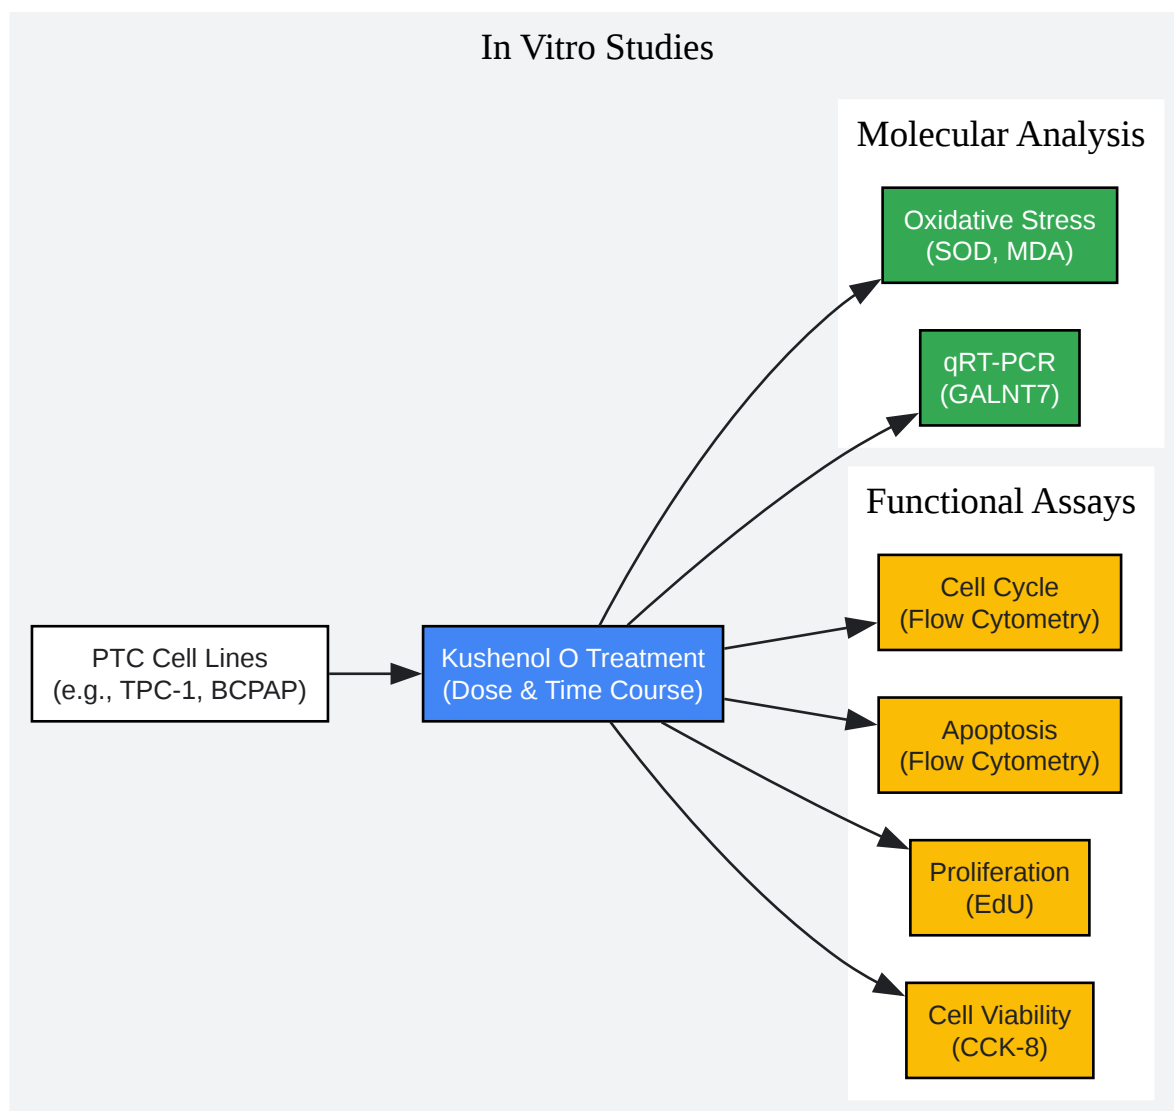 In Vitro Studies
Molecular Analysis
Oxidative Stress
(SOD, MDA)
qRT-PCR
(GALNT7)
Functional Assays
Cell Cycle
(Flow Cytometry)
PTC Cell Lines
(e.g., TPC-1, BCPAP)
Kushenol O Treatment
(Dose & Time Course)
Apoptosis
(Flow Cytometry)
Proliferation
(EdU)
Cell Viability
(CCK-8)